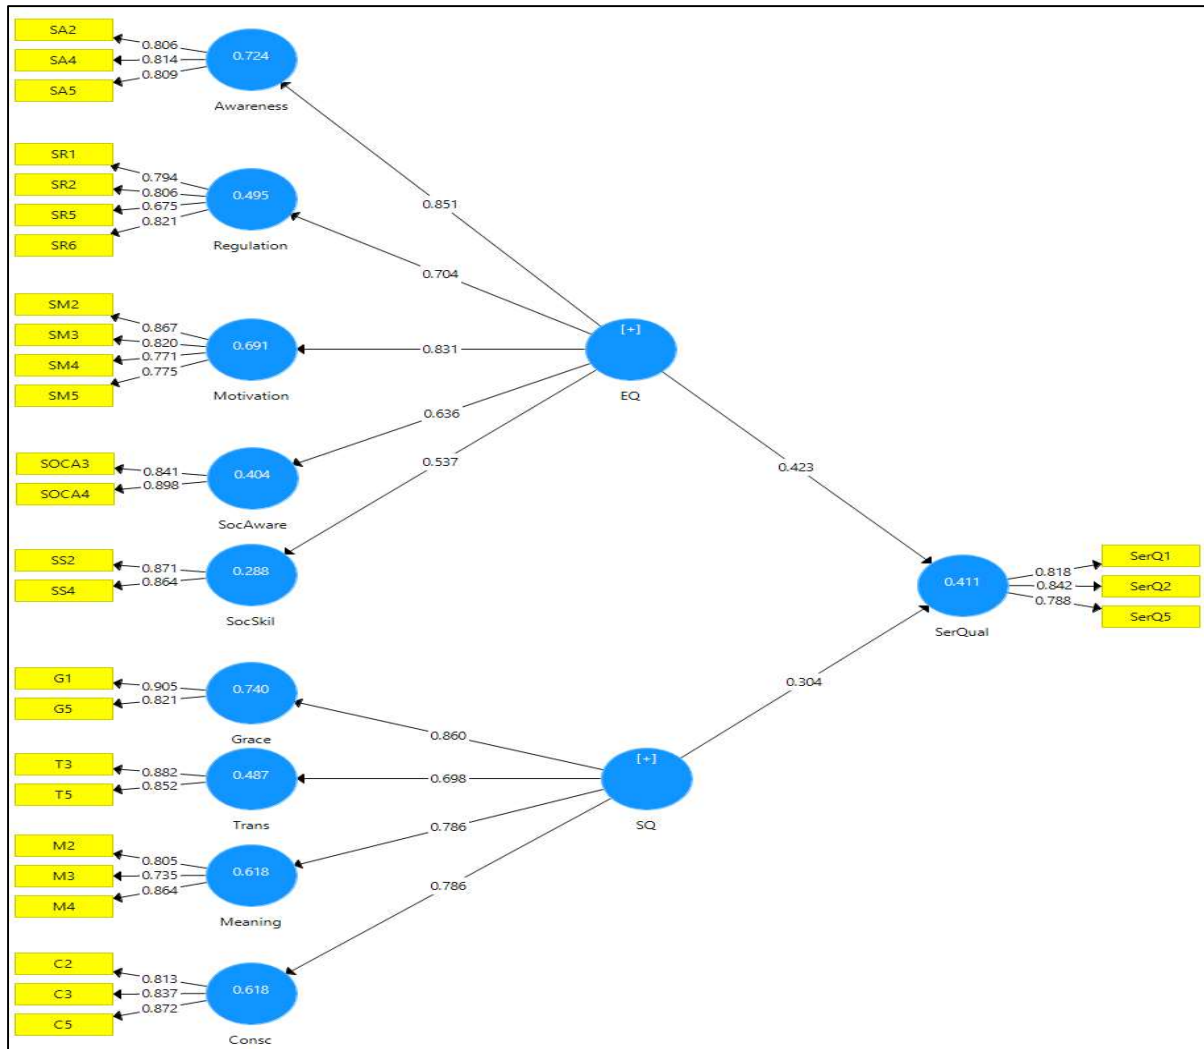 SA2
0.806
SA4
0.814
SA5
0.809
0.724
Awareness
SR1
0.794
SR2
0.806
SR5
0.675
SR6
0.821
0.495
Regulation
SM2
0.867
SM3
0.820
SM4
0.771
SM5
0.775
0.691
Motivation
SOCA3
0.841
SOCA4
0.898
0.404
SocAware
SS2
0.871
SS4
0.864
0.288
SocSkil
G1
0.905
G5
0.821
0.740
Grace
T3
0.882
T5
0.852
0.487
Trans
M2
0.805
M3
0.735
M4
0.864
0.618
Meaning
C2
0.813
C3
0.837
C5
0.872
0.618
Consc
0.851
0.704
0.831
0.636
0.537
[+]
EQ
0.860
0.698
0.786
0.786
[+]
SQ
0.423
0.304
0.411
SerQual
0.818
SerQ1
0.842
SerQ2
0.788
SerQ5